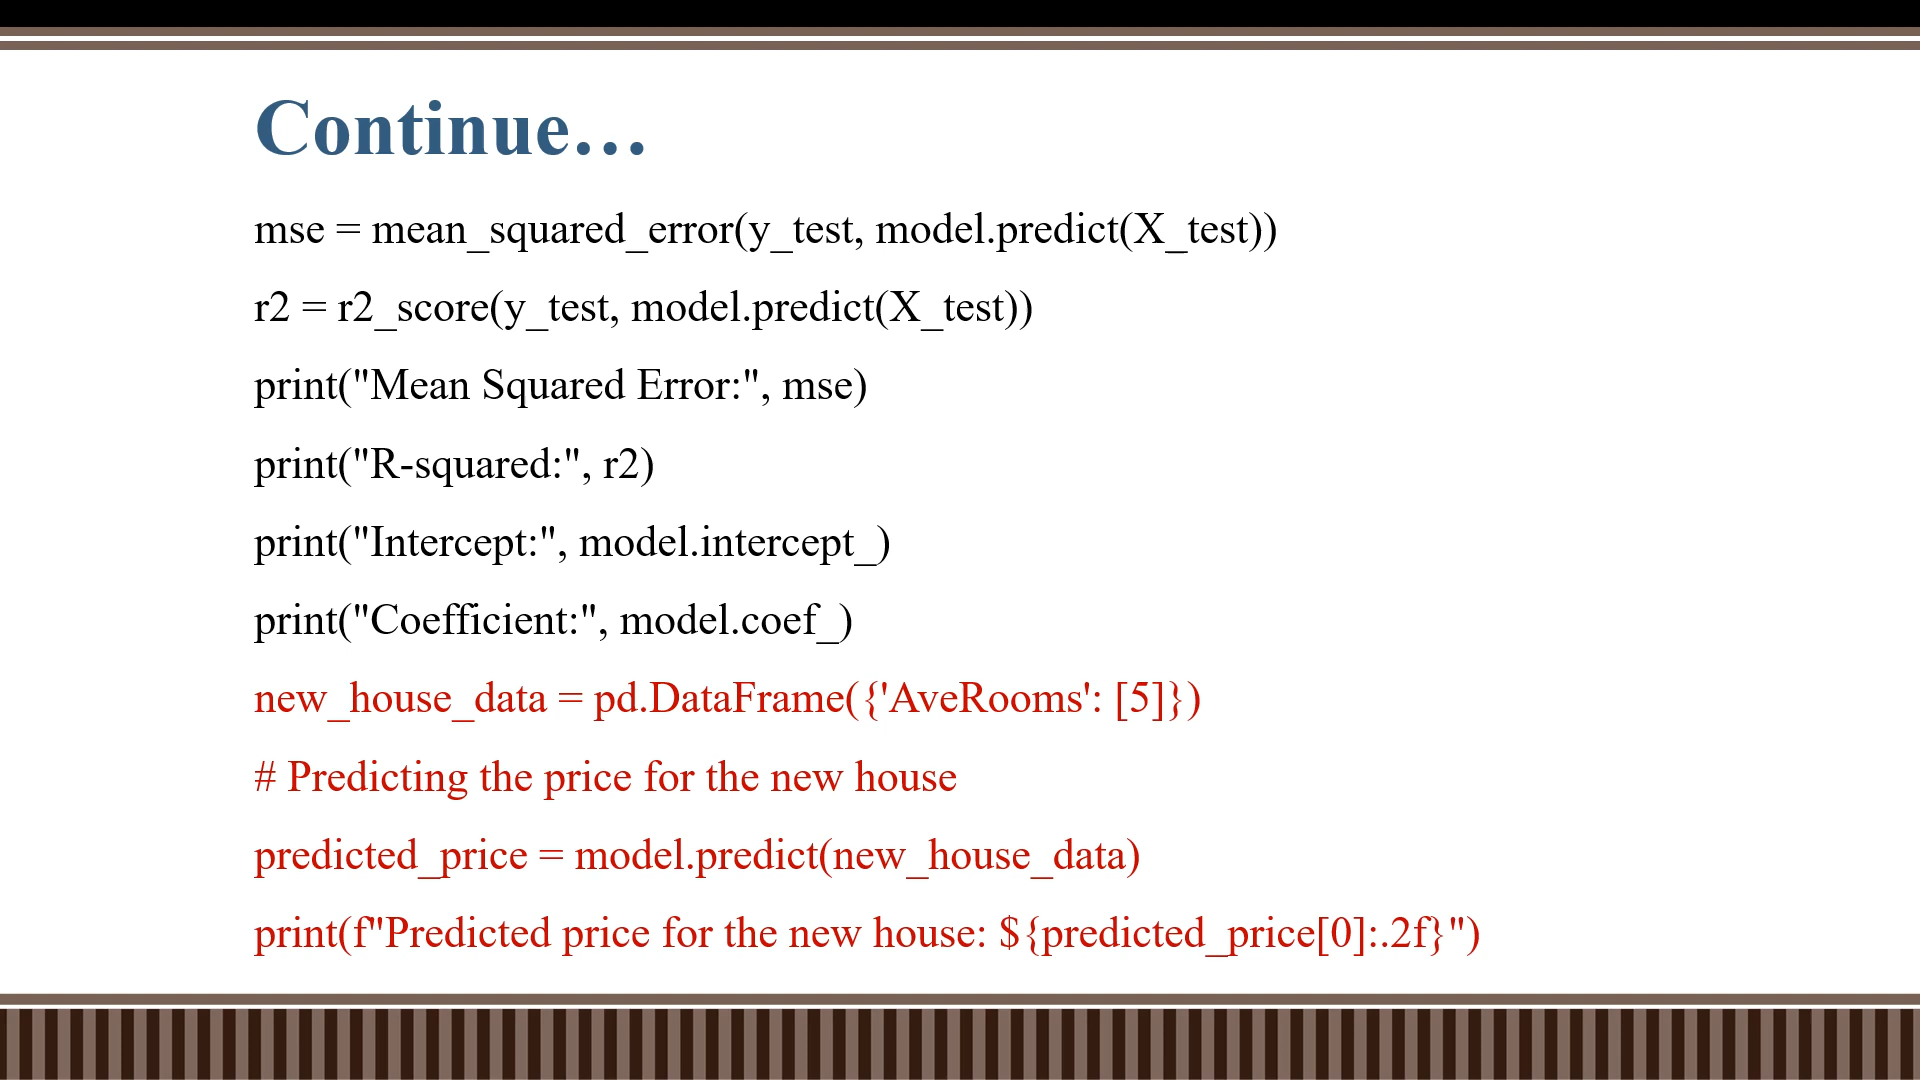 Continue…
mse = mean_squared_error(y_test, model.predict(X_test))
r2 = r2_score(y_test, model.predict(X_test))
print("Mean Squared Error:", mse)
print("R-squared:", r2)
print("Intercept:", model.intercept_)
print("Coefficient:", model.coef_)
new_house_data = pd.DataFrame({'AveRooms': [5]})
# Predicting the price for the new house
predicted_price = model.predict(new_house_data)
print(f"Predicted price for the new house: ${predicted_price[0]:.2f}")